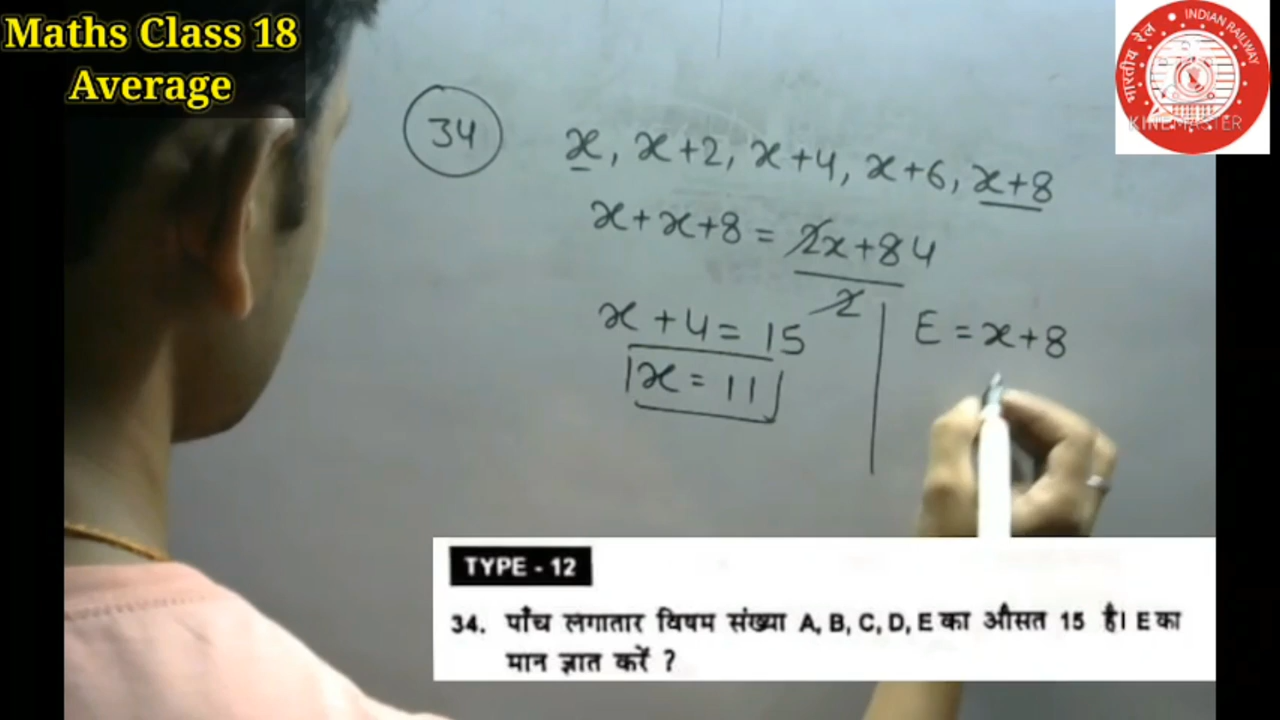 Maths Class 18
Average
भारतीय रेल
INDIAN RAILWAY
KINEMASTER
34
x, x+2, x+4, x+6, x+8
x+x+8 = 2x+8 4
2
x+4 = 15
x = 11
E = x+8
TYPE - 12
34. पाँच लगातार विषम संख्या A, B, C, D, E का औसत 15 है। E का
मान ज्ञात करें ?